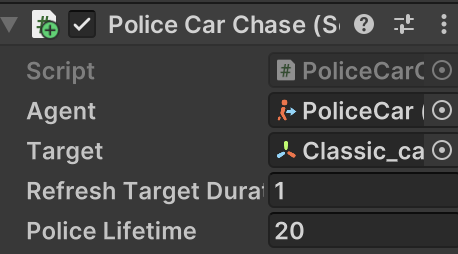 Police Car Chase (S
Script PoliceCarC
Agent PoliceCar (
Target Classic_ca
Refresh Target Durat 1
Police Lifetime 20